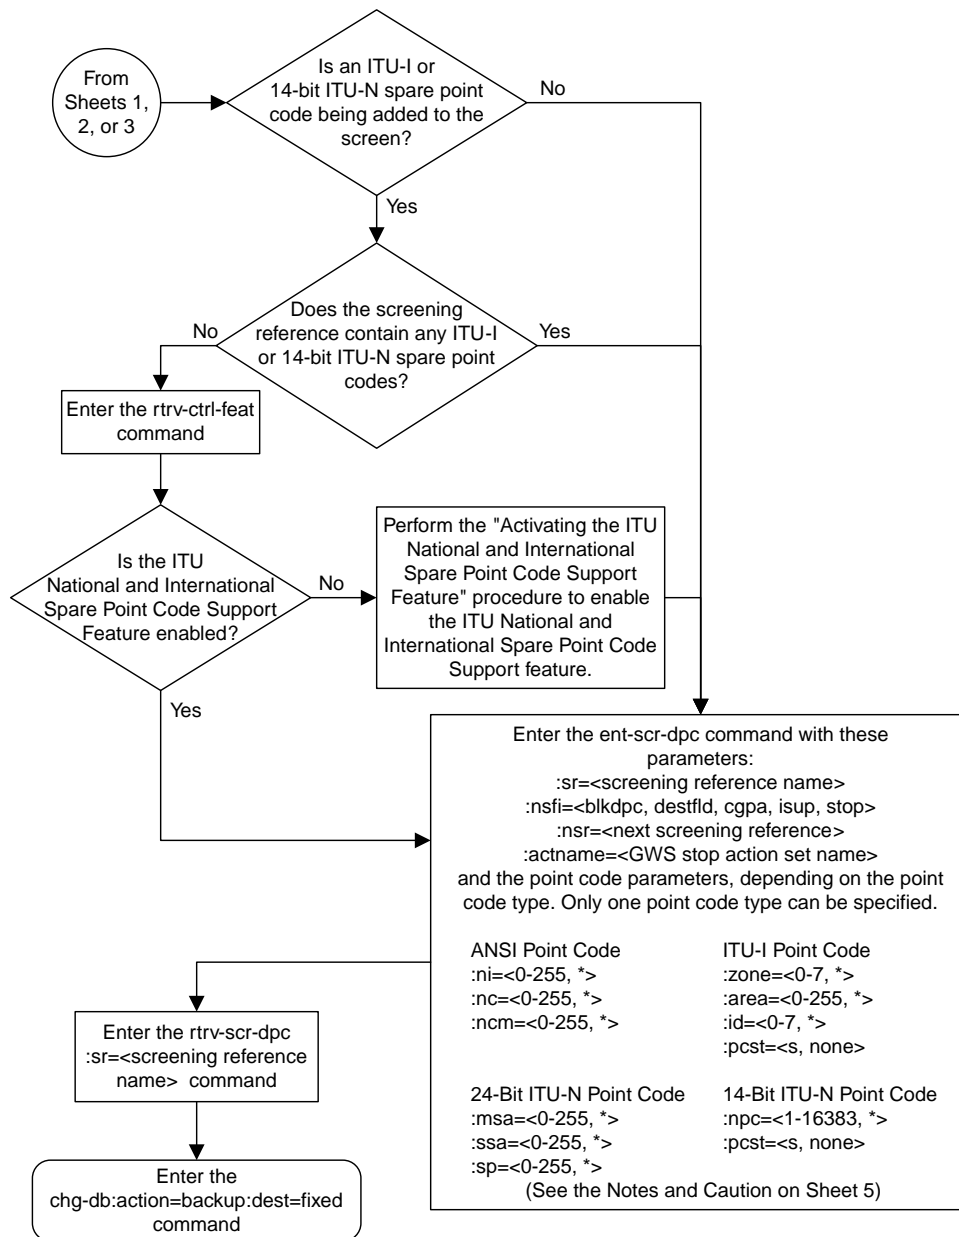 From
Sheets 1,
2, or 3
Is an ITU-I or
14-bit ITU-N spare point
code being added to the
screen?
No
Yes
Does the screening
reference contain any ITU-I
or 14-bit ITU-N spare point
codes?
No
Yes
Enter the rtrv-ctrl-feat
command
Is the ITU
National and International
Spare Point Code Support
Feature enabled?
No
Yes
Perform the "Activating the ITU
National and International
Spare Point Code Support
Feature" procedure to enable
the ITU National and
International Spare Point Code
Support feature.
Enter the ent-scr-dpc command with these
parameters:
:sr=<screening reference name>
:nsfi=<blkdpc, destfld, cgpa, isup, stop>
:nsr=<next screening reference>
:actname=<GWS stop action set name>
and the point code parameters, depending on the point
code type. Only one point code type can be specified.
ANSI Point Code
:ni=<0-255, *>
:nc=<0-255, *>
:ncm=<0-255, *>
ITU-I Point Code
:zone=<0-7, *>
:area=<0-255, *>
:id=<0-7, *>
:pcst=<s, none>
24-Bit ITU-N Point Code
:msa=<0-255, *>
:ssa=<0-255, *>
:sp=<0-255, *>
14-Bit ITU-N Point Code
:npc=<1-16383, *>
:pcst=<s, none>
(See the Notes and Caution on Sheet 5)
Enter the rtrv-scr-dpc
:sr=<screening reference
name> command
Enter the
chg-db:action=backup:dest=fixed
command